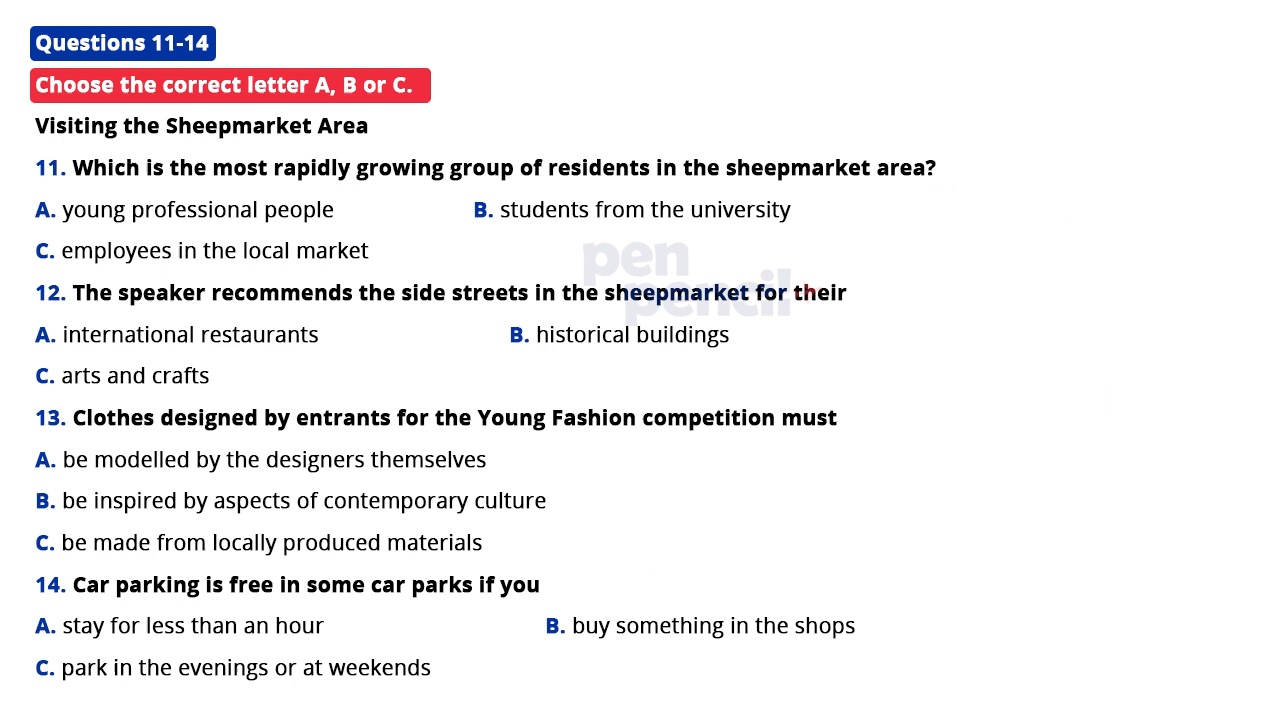 Questions 11-14
Choose the correct letter A, B or C.
Visiting the Sheepmarket Area
11. Which is the most rapidly growing group of residents in the sheepmarket area?
A. young professional people B. students from the university
C. employees in the local market
pen
pencil
12. The speaker recommends the side streets in the sheepmarket for their
A. international restaurants B. historical buildings
C. arts and crafts
13. Clothes designed by entrants for the Young Fashion competition must
A. be modelled by the designers themselves
B. be inspired by aspects of contemporary culture
C. be made from locally produced materials
14. Car parking is free in some car parks if you
A. stay for less than an hour B. buy something in the shops
C. park in the evenings or at weekends